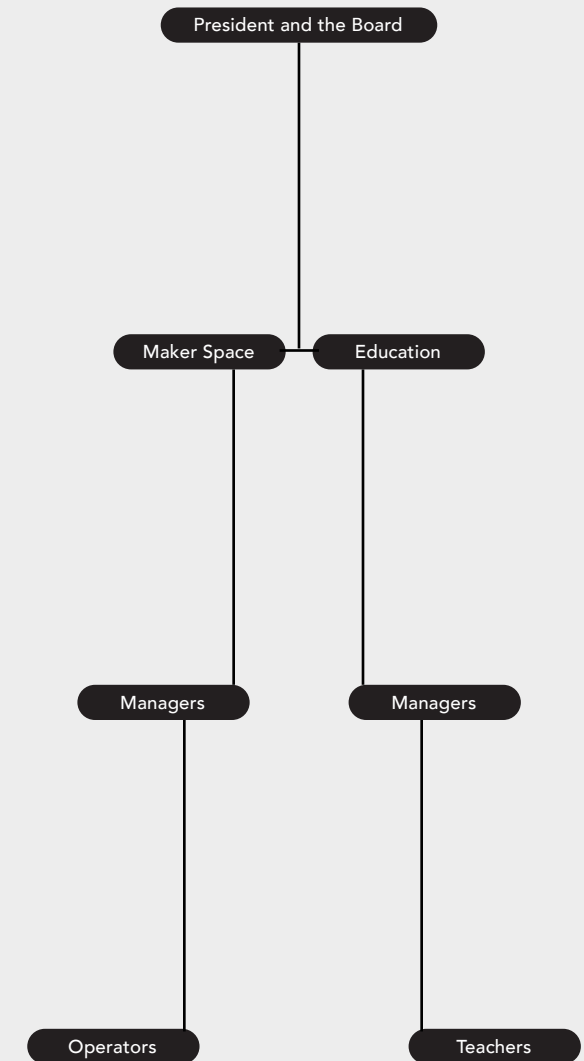 President and the Board
Maker Space
Education
Managers
Managers
Operators
Teachers